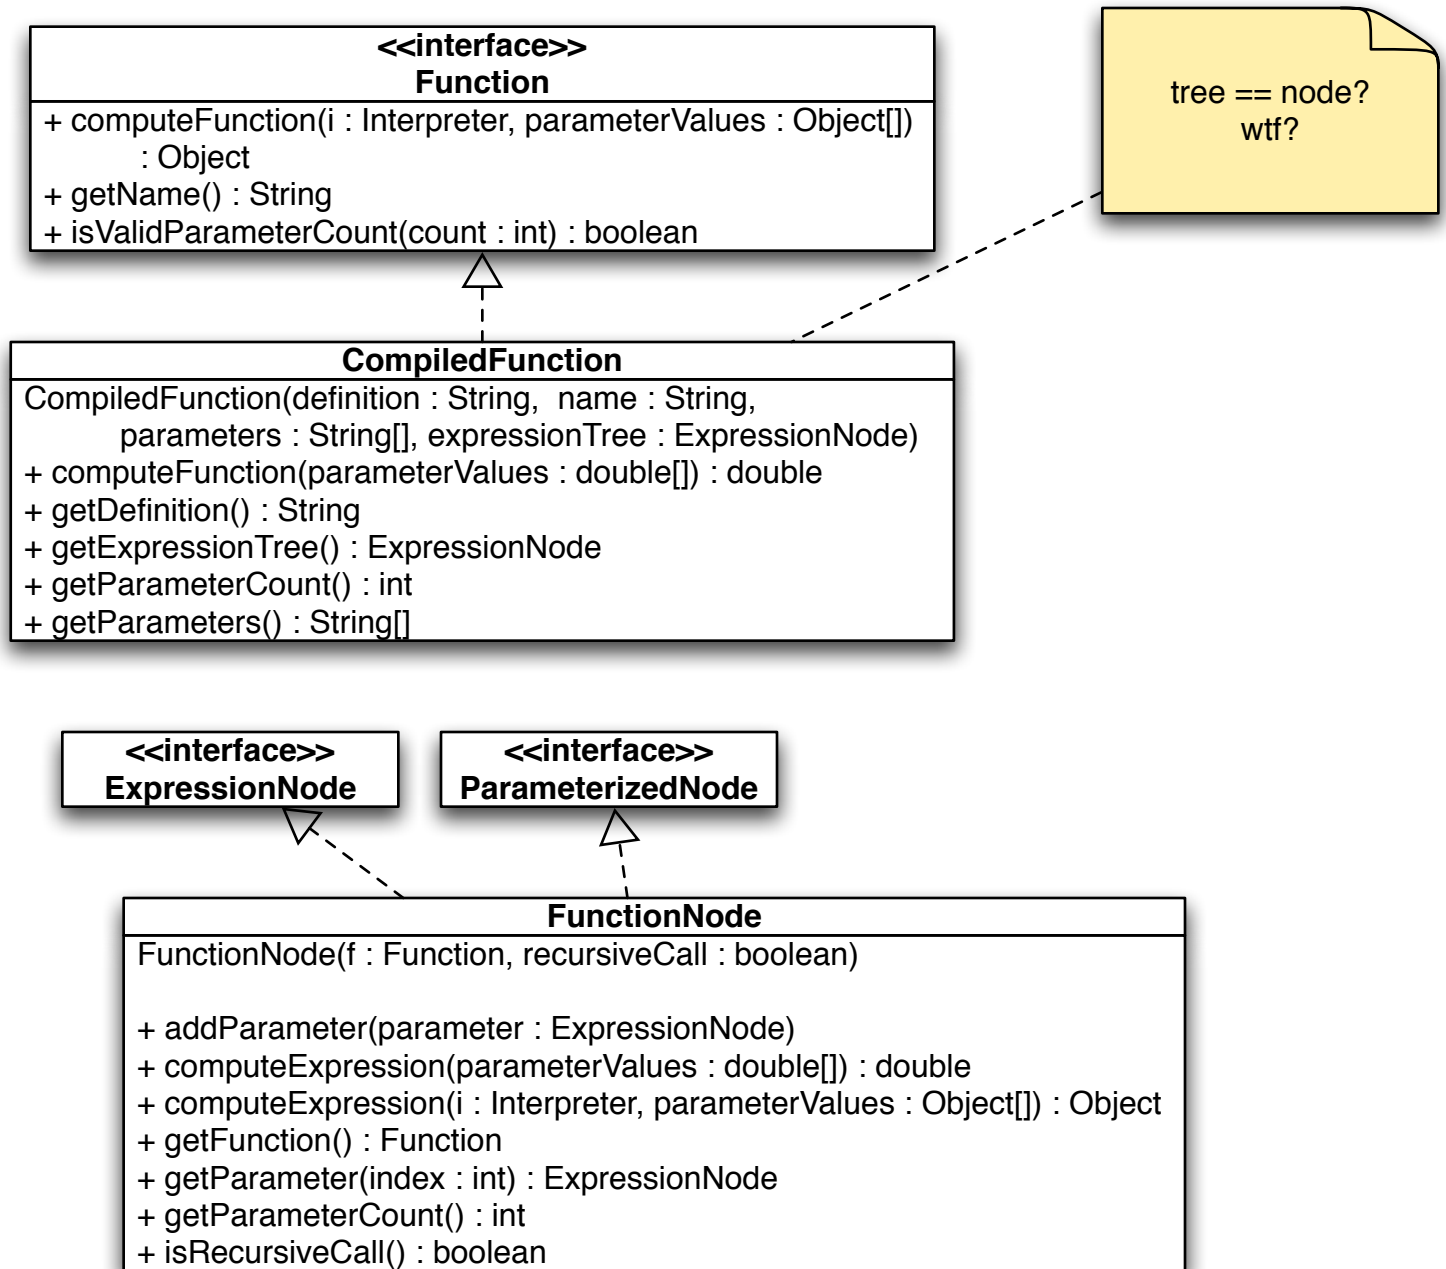 <<interface>>
Function
+ computeFunction(i : Interpreter, parameterValues : Object[])
: Object
+ getName() : String
+ isValidParameterCount(count : int) : boolean
tree == node?
wtf?
CompiledFunction
CompiledFunction(definition : String, name : String,
parameters : String[], expressionTree : ExpressionNode)
+ computeFunction(parameterValues : double[]) : double
+ getDefinition() : String
+ getExpressionTree() : ExpressionNode
+ getParameterCount() : int
+ getParameters() : String[]
<<interface>>
ExpressionNode
<<interface>>
ParameterizedNode
FunctionNode
FunctionNode(f : Function, recursiveCall : boolean)
+ addParameter(parameter : ExpressionNode)
+ computeExpression(parameterValues : double[]) : double
+ computeExpression(i : Interpreter, parameterValues : Object[]) : Object
+ getFunction() : Function
+ getParameter(index : int) : ExpressionNode
+ getParameterCount() : int
+ isRecursiveCall() : boolean